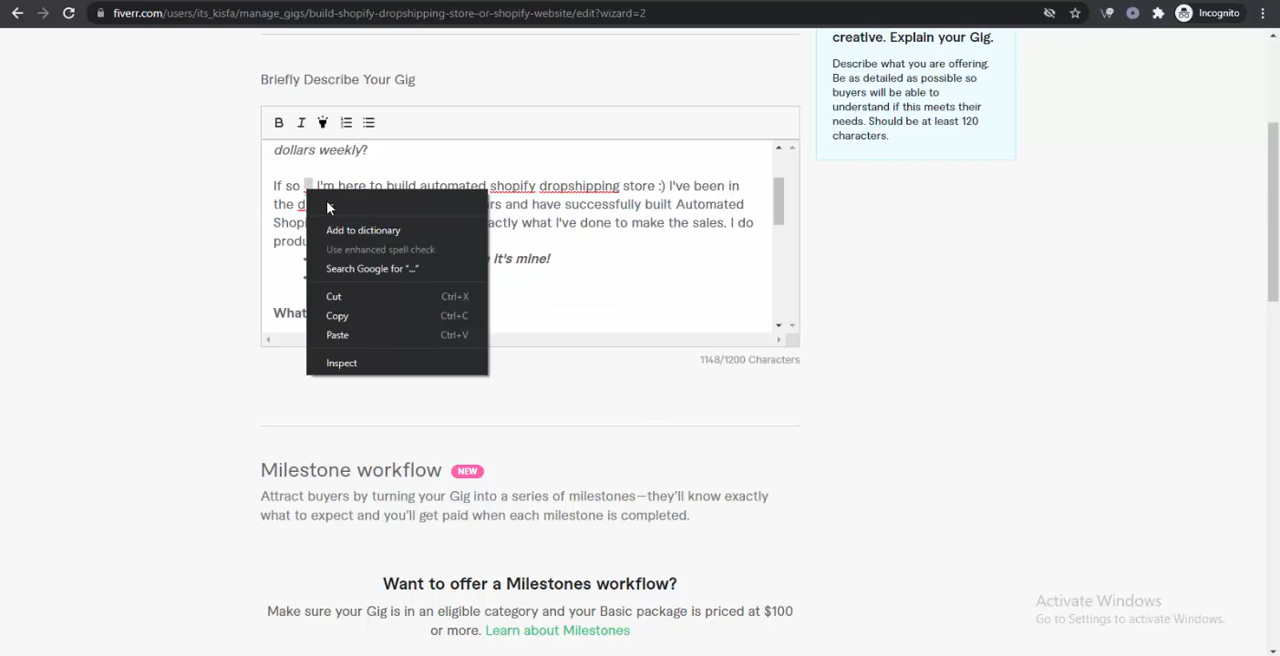 fiverr.com/users/its_kisfa/manage_gigs/build-shopify-dropshipping-store-or-shopify-website/edit?wizard=2
Incognito
creative. Explain your Gig.
Describe what you are offering.
Be as detailed as possible so
buyers will be able to
understand if this meets their
needs. Should be at least 120
characters.
Briefly Describe Your Gig
B I
dollars weekly?
If so . I'm here to build automated shopify dropshipping store :) I've been in
the d rs and have successfully built Automated
Shopi actly what I've done to make the sales. I do
produ
it's mine!
What
Add to dictionary
Use enhanced spell check
Search Google for "..."
Cut Ctrl+X
Copy Ctrl+C
Paste Ctrl+V
Inspect
1148/1200 Characters
Milestone workflow NEW
Attract buyers by turning your Gig into a series of milestones—they'll know exactly
what to expect and you'll get paid when each milestone is completed.
Want to offer a Milestones workflow?
Make sure your Gig is in an eligible category and your Basic package is priced at $100
or more. Learn about Milestones
Activate Windows
Go to Settings to activate Windows.